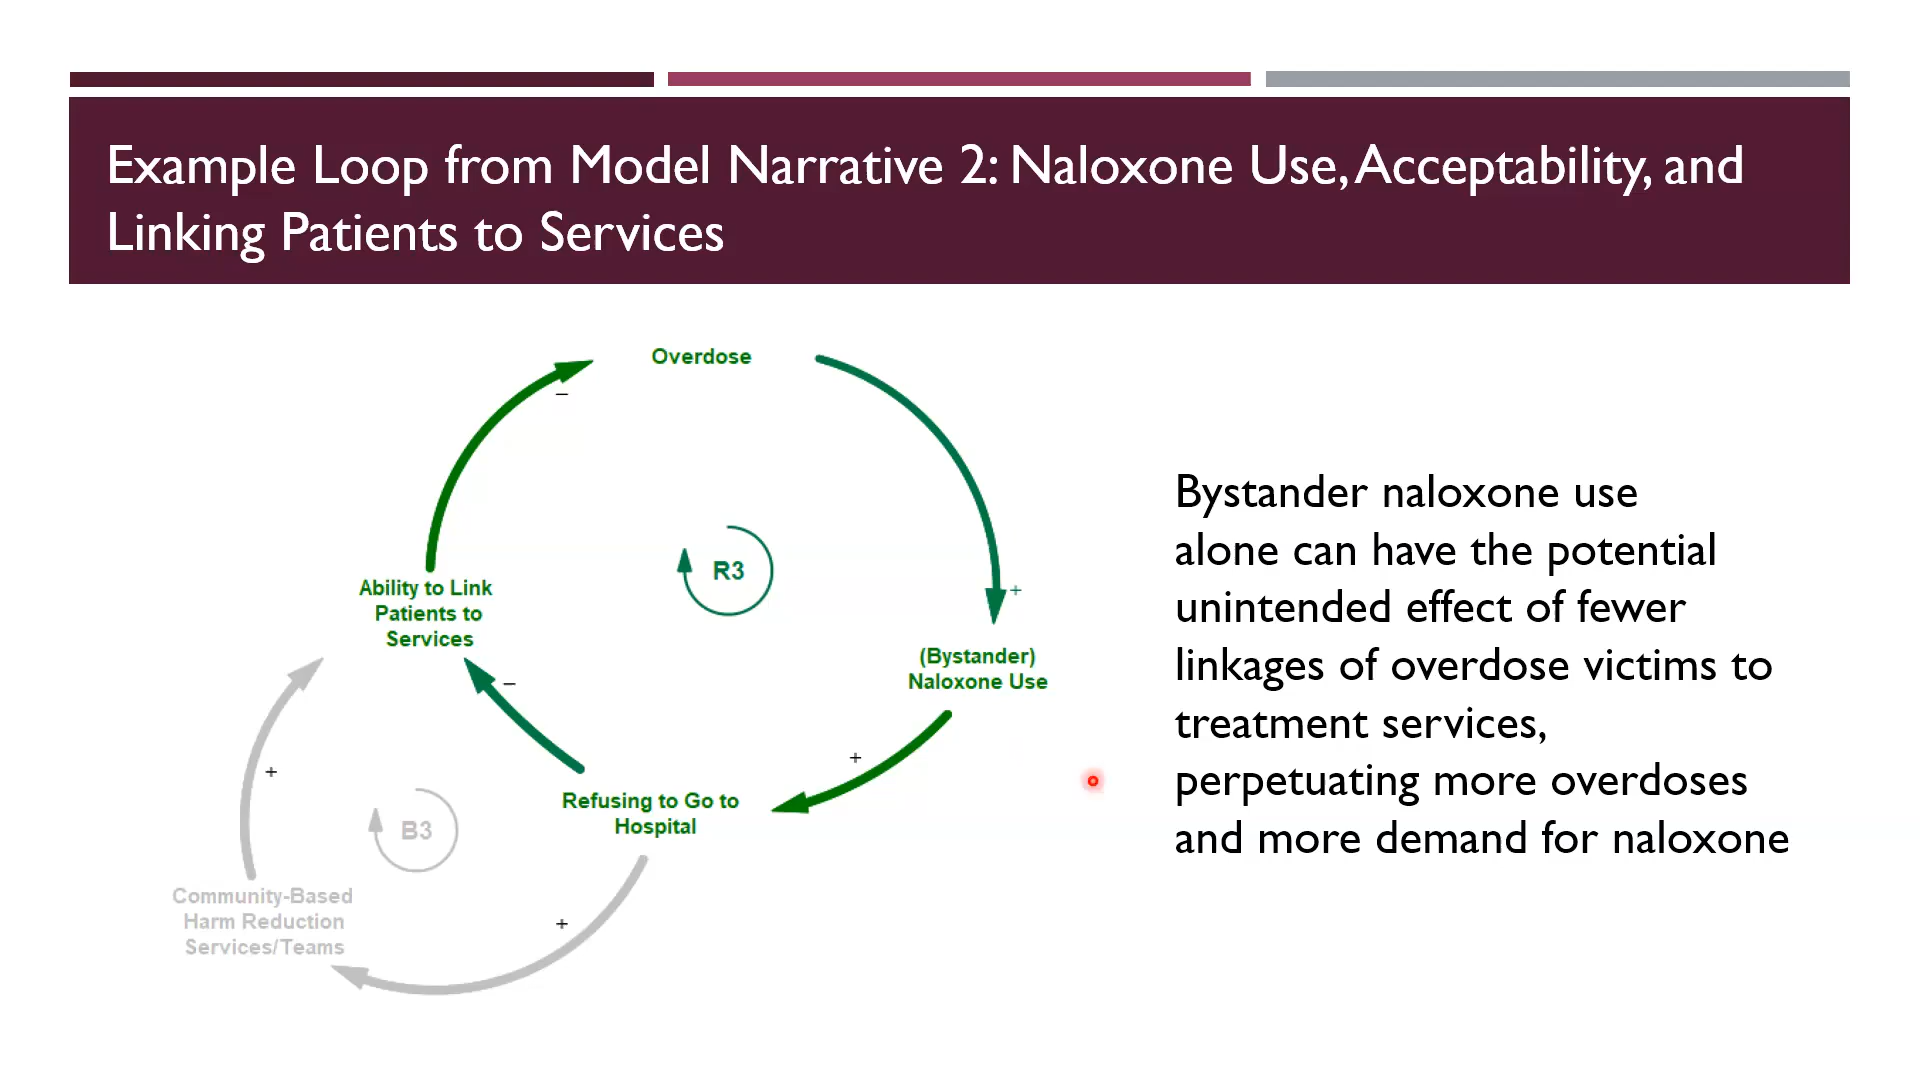 Example Loop from Model Narrative 2: Naloxone Use, Acceptability, and
Linking Patients to Services
Overdose
−
+
R3
Ability to Link
Patients to
Services
(Bystander)
Naloxone Use
−
+
+
Refusing to Go to
Hospital
B3
Community-Based
Harm Reduction
Services/Teams
+
Bystander naloxone use
alone can have the potential
unintended effect of fewer
linkages of overdose victims to
treatment services,
perpetuating more overdoses
and more demand for naloxone